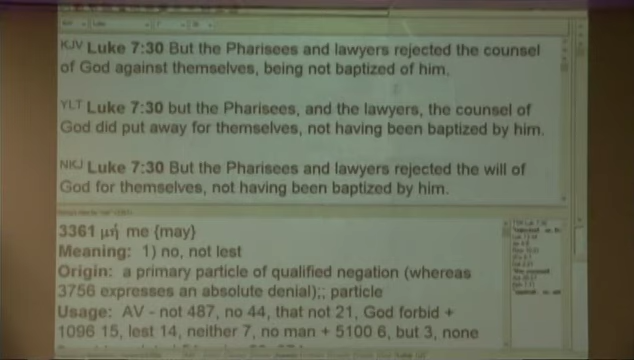 KJV Luke 7:30 But the Pharisees and lawyers rejected the counsel
of God against themselves, being not baptized of him.
YLT Luke 7:30 but the Pharisees, and the lawyers, the counsel of
God did put away for themselves, not having been baptized by him.
NKJ Luke 7:30 But the Pharisees and lawyers rejected the will of
God for themselves, not having been baptized by him.
3361 μή me {may}
Meaning: 1) no, not lest
Origin: a primary particle of qualified negation (whereas
3756 expresses an absolute denial);; particle
Usage: AV - not 487, no 44, that not 21, God forbid +
1096 15, lest 14, neither 7, no man + 5100 6, but 3, none